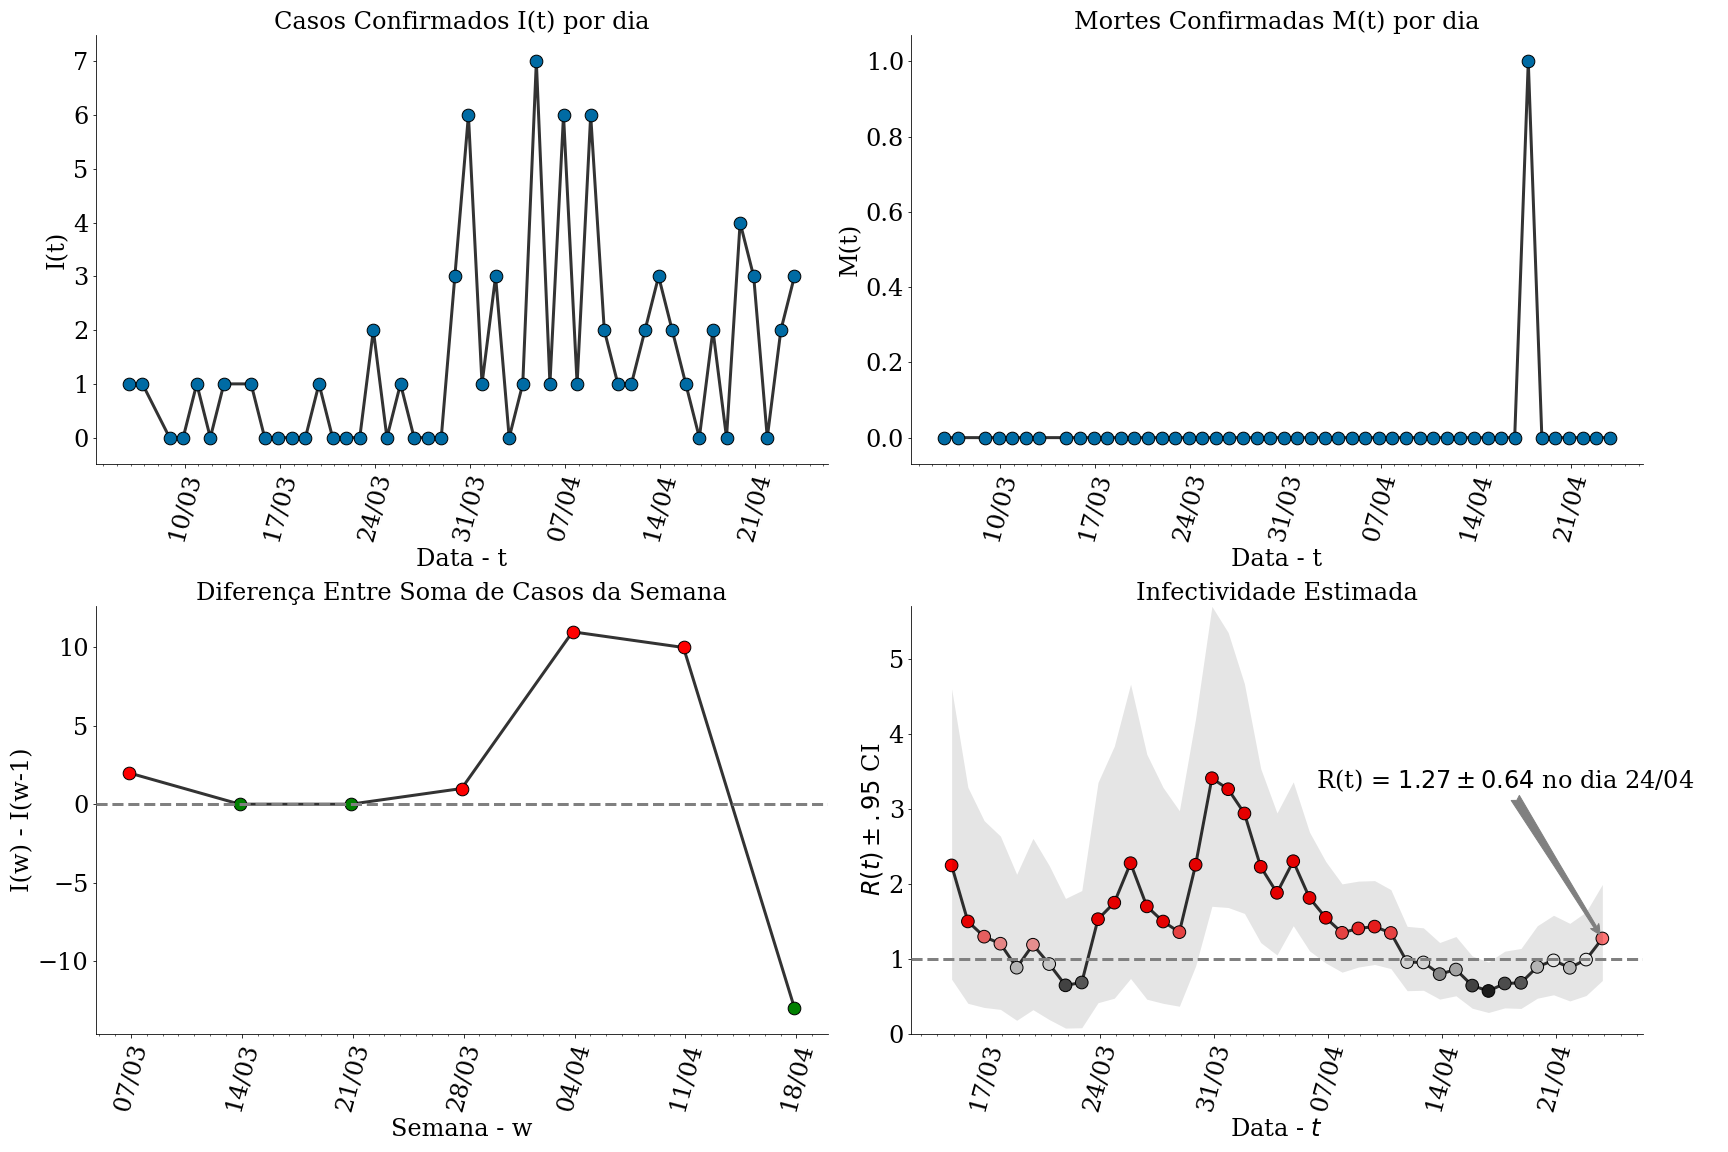 Casos Confirmados I(t) por dia
I(t)
7
6
5
4
3
2
1
0
10/03 17/03 24/03 31/03 07/04 14/04 21/04
Data - t
Mortes Confirmadas M(t) por dia
M(t)
1.0
0.8
0.6
0.4
0.2
0.0
10/03 17/03 24/03 31/03 07/04 14/04 21/04
Data - t
Diferença Entre Soma de Casos da Semana
I(w) - I(w-1)
10
5
0
−5
−10
07/03 14/03 21/03 28/03 04/04 11/04 18/04
Semana - w
Infectividade Estimada
R(t) ± .95 CI
5
4
3
2
1
0
R(t) = 1.27 ± 0.64 no dia 24/04
17/03 24/03 31/03 07/04 14/04 21/04
Data - t